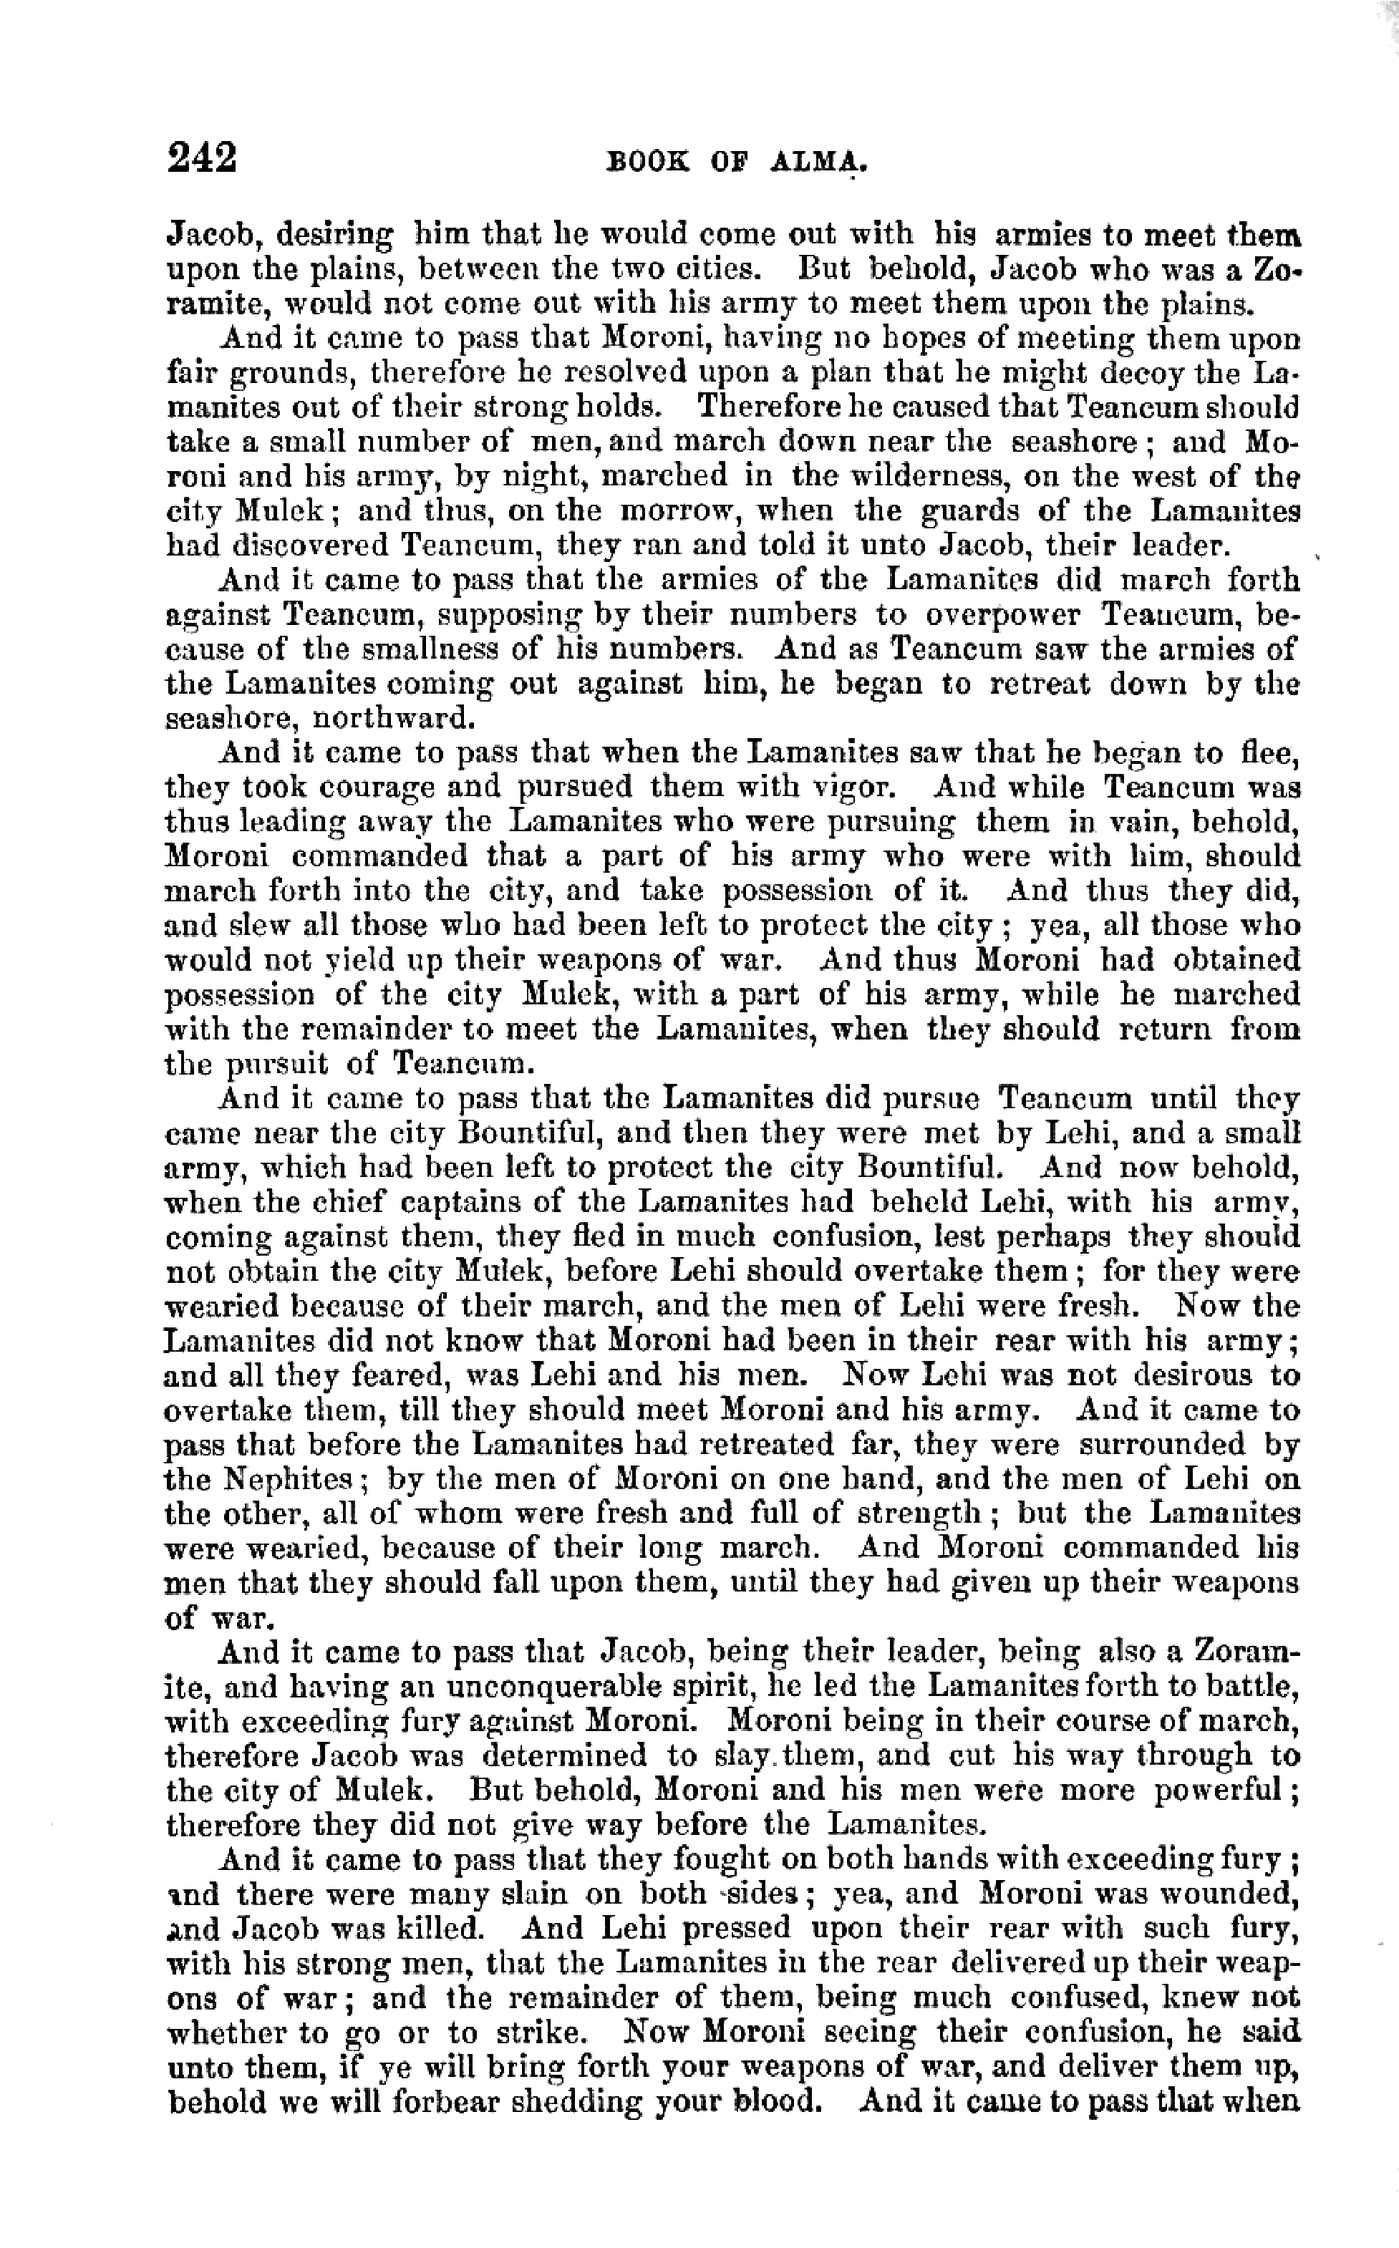 242 BOOK OF ALMA.
Jacob, desiring him that he would come out with his armies to meet them
upon the plains, between the two cities. But behold, Jacob who was a Zo-
ramite, would not come out with his army to meet them upon the plains.
And it came to pass that Moroni, having no hopes of meeting them upon
fair grounds, therefore he resolved upon a plan that he might decoy the La-
manites out of their strong holds. Therefore he caused that Teancum should
take a small number of men, and march down near the seashore; and Mo-
roni and his army, by night, marched in the wilderness, on the west of the
city Mulek; and thus, on the morrow, when the guards of the Lamanites
had discovered Teancum, they ran and told it unto Jacob, their leader.
And it came to pass that the armies of the Lamanites did march forth
against Teancum, supposing by their numbers to overpower Teancum, be-
cause of the smallness of his numbers. And as Teancum saw the armies of
the Lamanites coming out against him, he began to retreat down by the
seashore, northward.
And it came to pass that when the Lamanites saw that he began to flee,
they took courage and pursued them with vigor. And while Teancum was
thus leading away the Lamanites who were pursuing them in vain, behold,
Moroni commanded that a part of his army who were with him, should
march forth into the city, and take possession of it. And thus they did,
and slew all those who had been left to protect the city; yea, all those who
would not yield up their weapons of war. And thus Moroni had obtained
possession of the city Mulek, with a part of his army, while he marched
with the remainder to meet the Lamanites, when they should return from
the pursuit of Teancum.
And it came to pass that the Lamanites did pursue Teancum until they
came near the city Bountiful, and then they were met by Lehi, and a small
army, which had been left to protect the city Bountiful. And now behold,
when the chief captains of the Lamanites had beheld Lehi, with his army,
coming against them, they fled in much confusion, lest perhaps they should
not obtain the city Mulek, before Lehi should overtake them; for they were
wearied because of their march, and the men of Lehi were fresh. Now the
Lamanites did not know that Moroni had been in their rear with his army;
and all they feared, was Lehi and his men. Now Lehi was not desirous to
overtake them, till they should meet Moroni and his army. And it came to
pass that before the Lamanites had retreated far, they were surrounded by
the Nephites; by the men of Moroni on one hand, and the men of Lehi on
the other, all of whom were fresh and full of strength; but the Lamanites
were wearied, because of their long march. And Moroni commanded his
men that they should fall upon them, until they had given up their weapons
of war.
And it came to pass that Jacob, being their leader, being also a Zoram-
ite, and having an unconquerable spirit, he led the Lamanites forth to battle,
with exceeding fury against Moroni. Moroni being in their course of march,
therefore Jacob was determined to slay them, and cut his way through to
the city of Mulek. But behold, Moroni and his men were more powerful;
therefore they did not give way before the Lamanites.
And it came to pass that they fought on both hands with exceeding fury;
and there were many slain on both sides; yea, and Moroni was wounded,
and Jacob was killed. And Lehi pressed upon their rear with such fury,
with his strong men, that the Lamanites in the rear delivered up their weap-
ons of war; and the remainder of them, being much confused, knew not
whether to go or to strike. Now Moroni seeing their confusion, he said
unto them, if ye will bring forth your weapons of war, and deliver them up,
behold we will forbear shedding your blood. And it came to pass that when